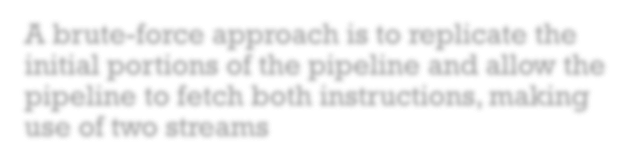 A brute-force approach is to replicate the
initial portions of the pipeline and allow the
pipeline to fetch both instructions, making
use of two streams